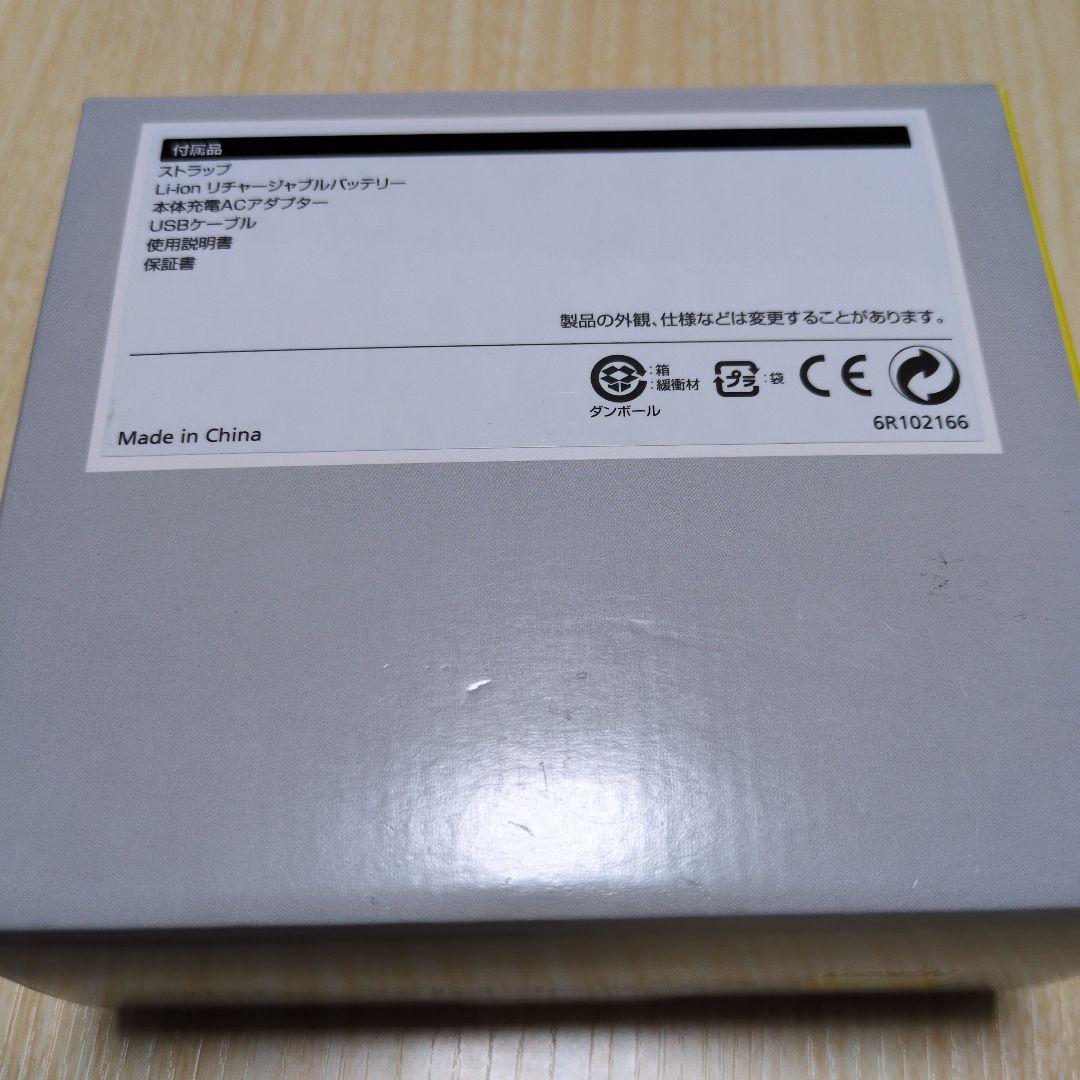 付属品
ストラップ
Li-ion リチャージャブルバッテリー
本体充電ACアダプター
USBケーブル
使用説明書
保証書
製品の外観、仕様などは変更することがあります。
:箱
:緩衝材
ダンボール
プラ
:袋
CE
6R102166
Made in China